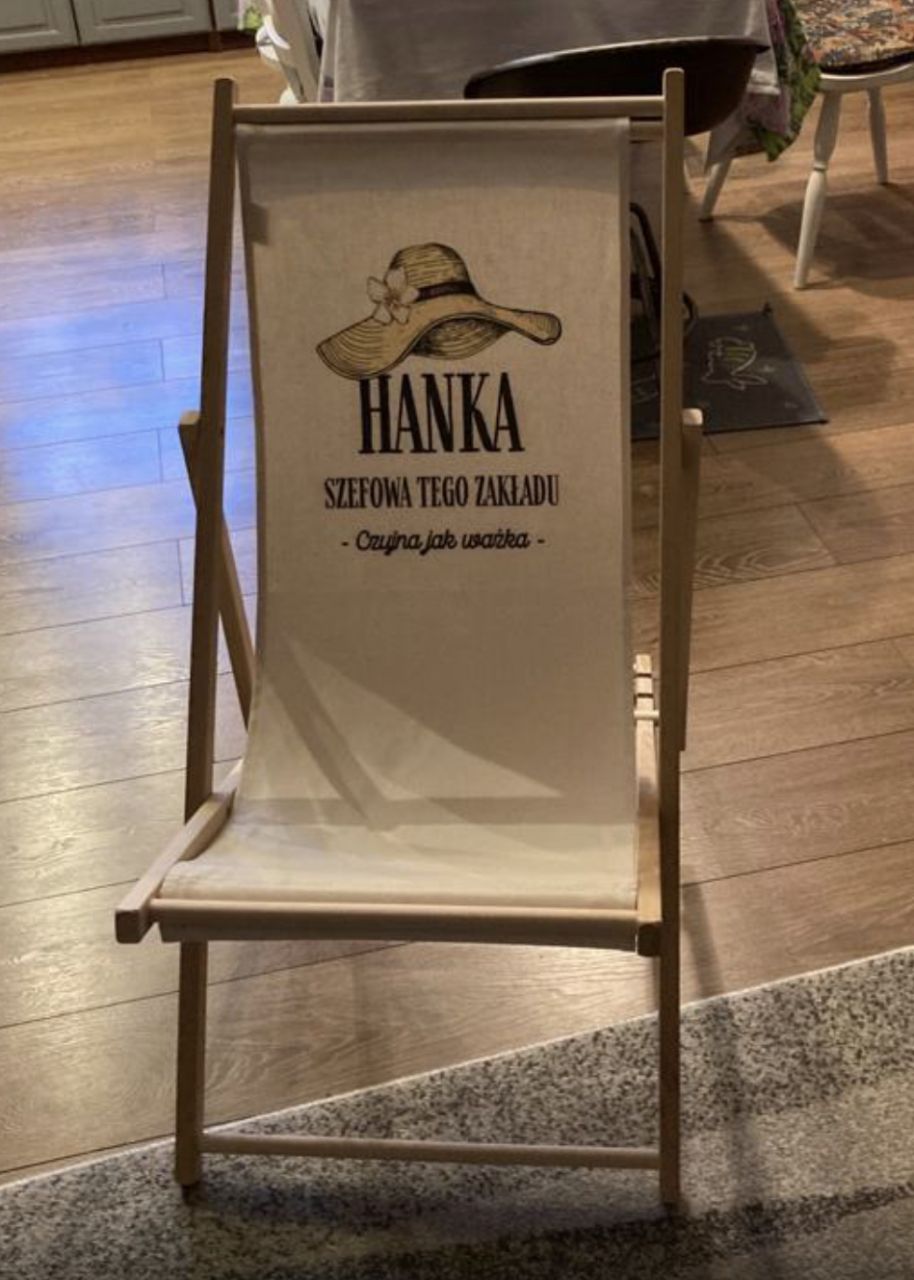 HANKA
SZEFOWA TEGO ZAKŁADU
- Czujna jak ważka -